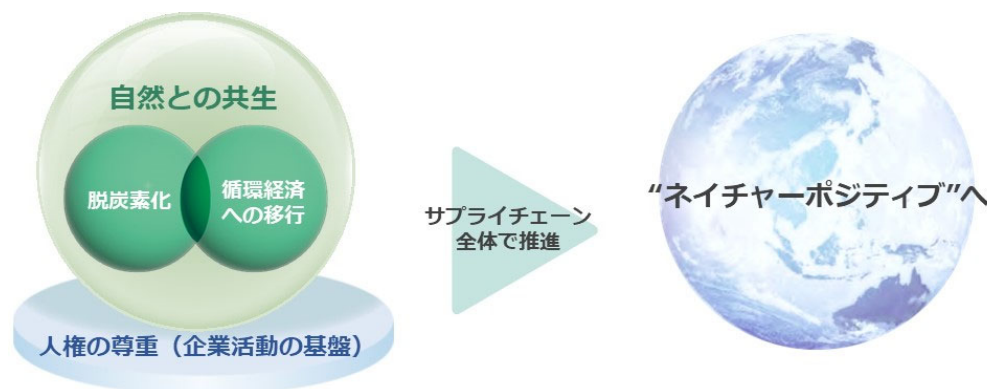 自然との共生
脱炭素化
循環経済
への移行
人権の尊重（企業活動の基盤）
サプライチェーン
全体で推進
“ネイチャーポジティブ”へ